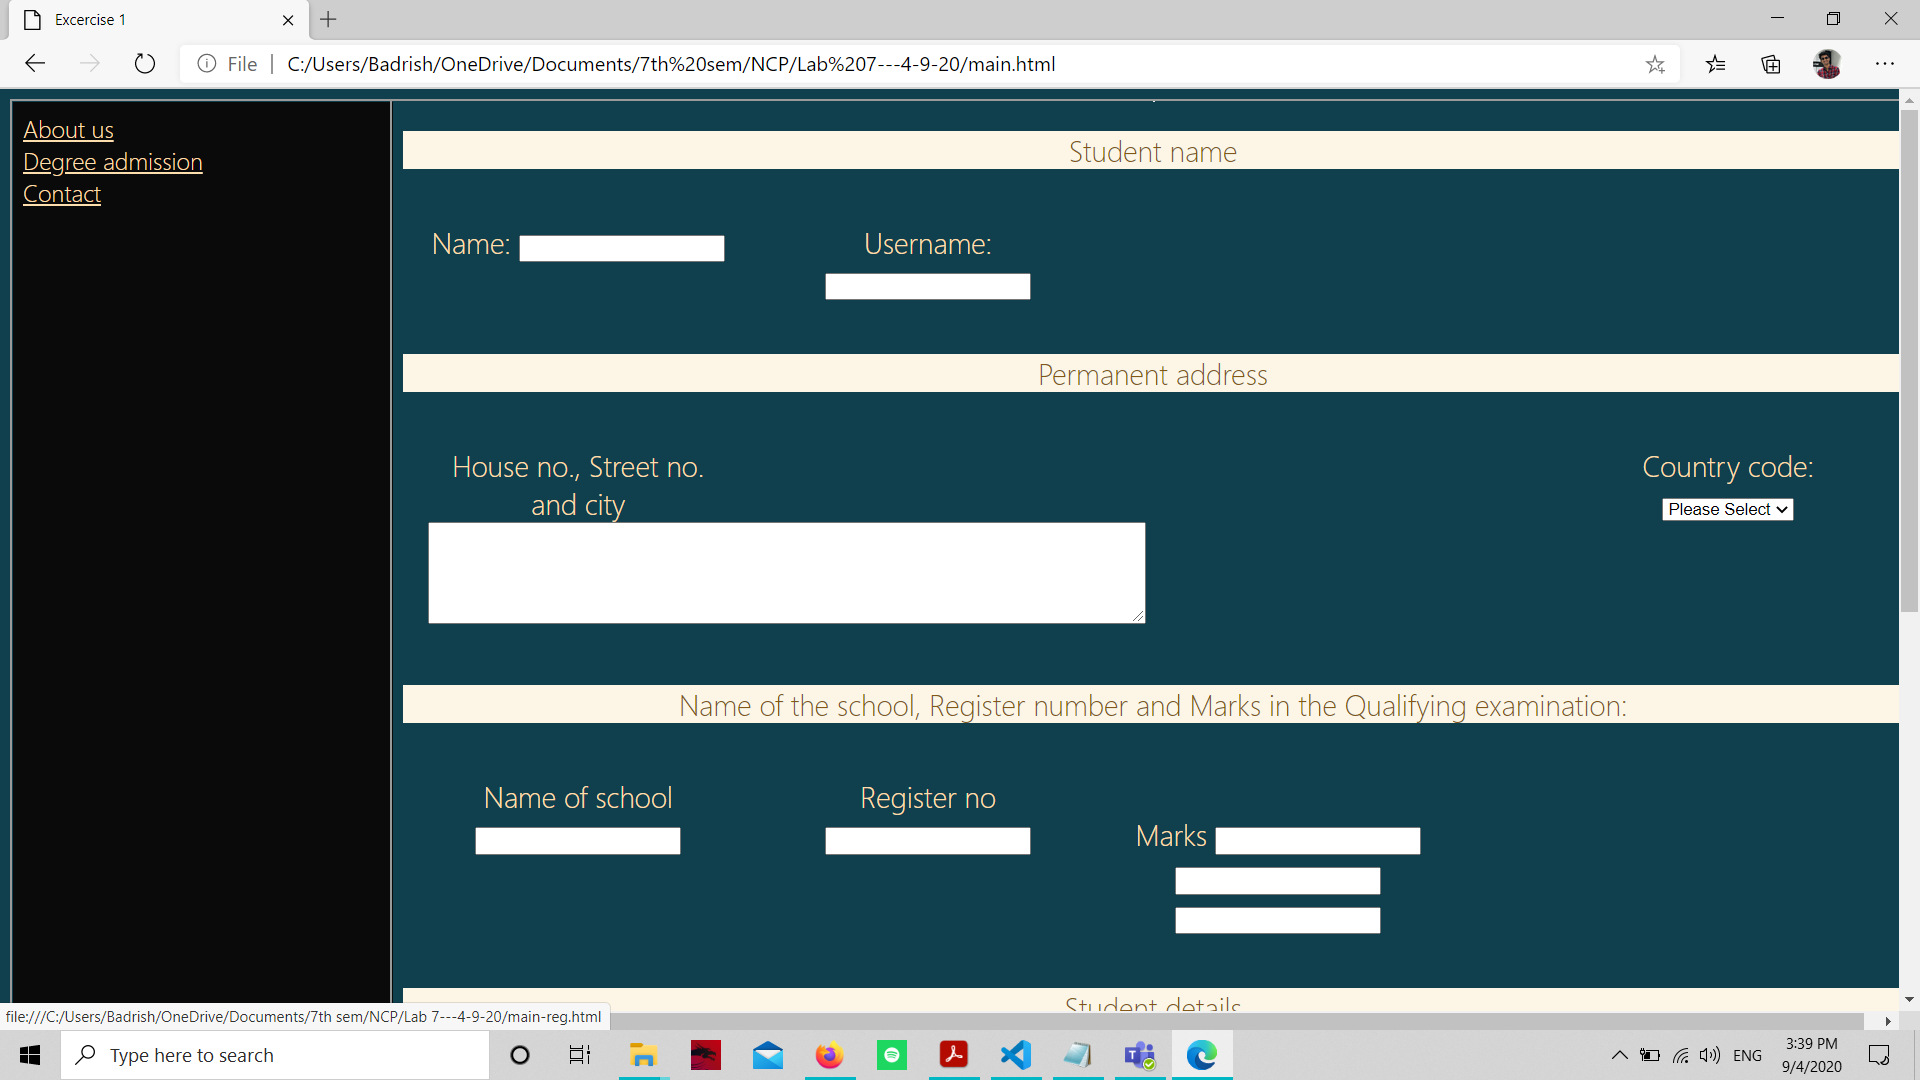 Excercise 1
File
C:/Users/Badrish/OneDrive/Documents/7th%20sem/NCP/Lab%207---4-9-20/main.html
About us
Degree admission
Contact
Student name
Name:
Username:
Permanent address
House no., Street no.
and city
Country code:
Please Select
Name of the school, Register number and Marks in the Qualifying examination:
Name of school
Register no
Marks
Student details
file:///C:/Users/Badrish/OneDrive/Documents/7th sem/NCP/Lab 7---4-9-20/main-reg.html
Type here to search
ENG
3:39 PM
9/4/2020